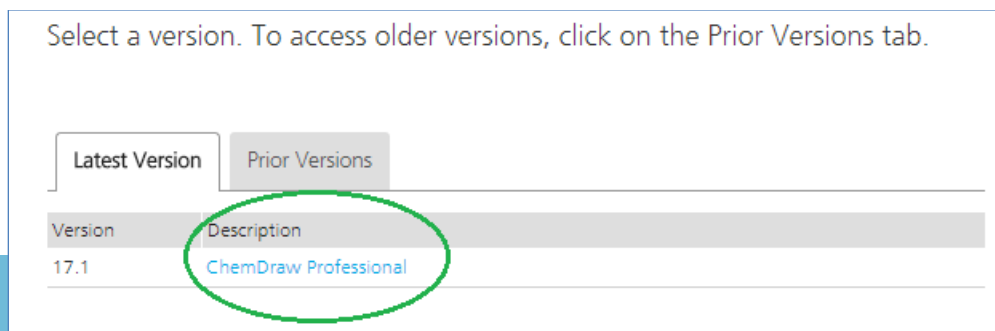 Select a version. To access older versions, click on the Prior Versions tab.
Latest Version Prior Versions
Version Description
17.1 ChemDraw Professional